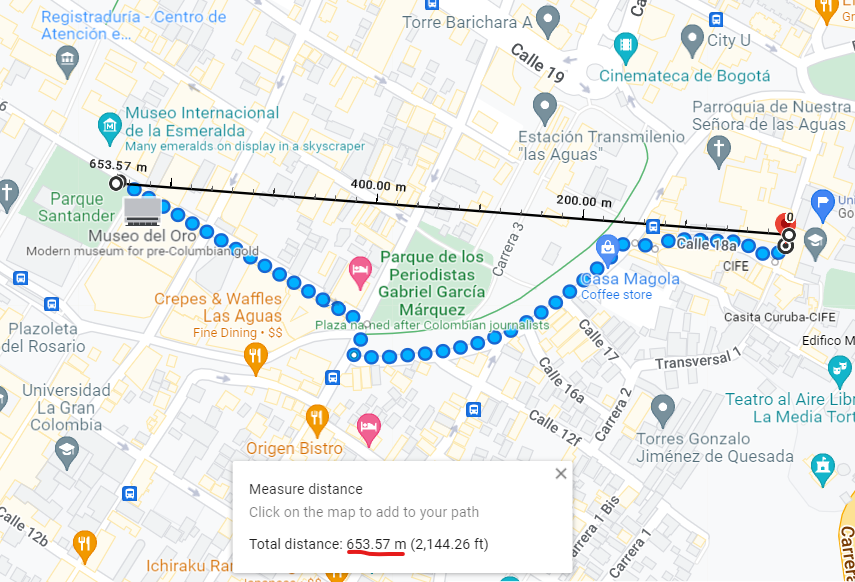 Registraduría - Centro de
Atención e...
Torre Barichara A
City U
Calle 19
Cinemateca de Bogotá
Museo Internacional
de la Esmeralda
Many emeralds on display in a skyscraper
Parroquia de Nuestra
Señora de las Aguas
Estación Transmilenio
"las Aguas"
653.57 m
400.00 m
200.00 m
0
Parque
Santander
Museo del Oro
Modern museum for pre-Columbian gold
Carrera 3
Calle 18a
CIFE
Parque de los
Periodistas
Gabriel García
Márquez
Plaza named after Colombian journalists
Casa Magola
Coffee store
Crepes & Waffles
Las Aguas
Fine Dining • $$
Casita Curuba-CIFE
Edifico M
Plazoleta
del Rosario
Calle 17
Transversal 1
Calle 16a
Carrera 2
Teatro al Aire Libr
La Media Tort
Universidad
La Gran
Colombia
Calle 12f
Torres Gonzalo
Jiménez de Quesada
Origen Bistro
Measure distance
Click on the map to add to your path
Total distance: 653.57 m (2,144.26 ft)
Calle 12b
Carrera 1 Bis
Carrera 1
Carrer
Ichiraku Ra